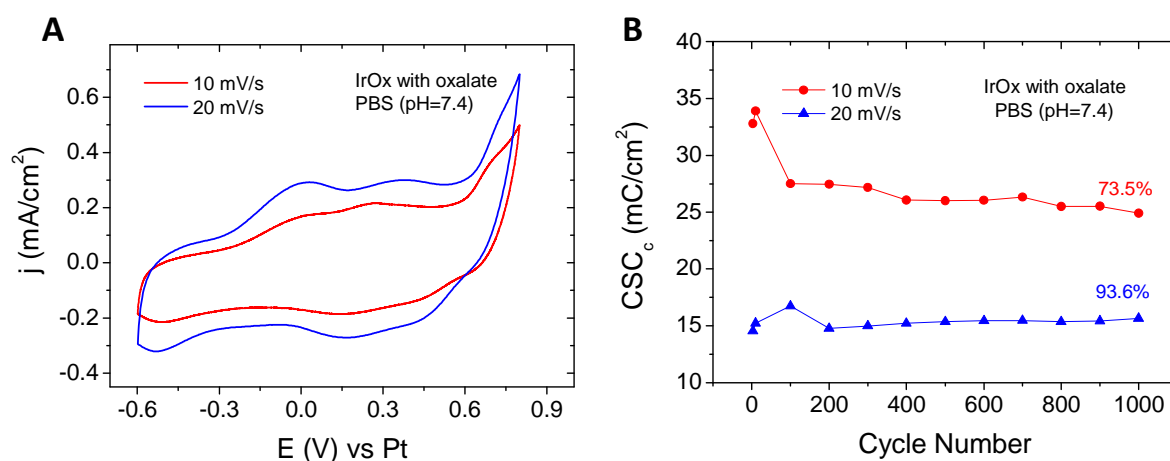 A
10 mV/s
20 mV/s
IrOx with oxalate
PBS (pH=7.4)
0.6
0.4
0.2
0.0
-0.2
-0.4
-0.6
-0.3
0.0
0.3
0.6
0.9
j (mA/cm²)
E (V) vs Pt
B
10 mV/s
20 mV/s
IrOx with oxalate
PBS (pH=7.4)
73.5%
93.6%
40
35
30
25
20
15
10
0
200
400
600
800
1000
CSC_c (mC/cm²)
Cycle Number